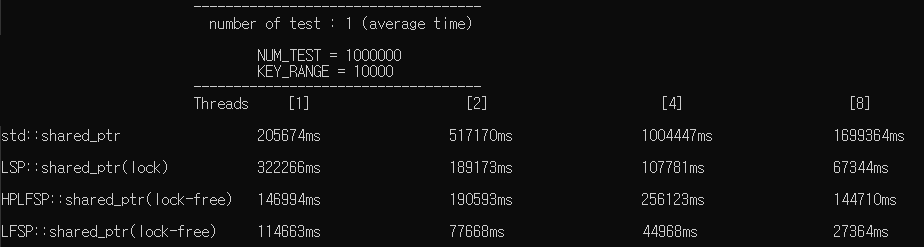 ------------------------------------
number of test : 1 (average time)
NUM_TEST = 1000000
KEY_RANGE = 10000
------------------------------------
Threads [1] [2] [4] [8]
std::shared_ptr 205674ms 517170ms 1004447ms 1699364ms
LSP::shared_ptr(lock) 322266ms 189173ms 107781ms 67344ms
HPLFSP::shared_ptr(lock-free) 146994ms 190593ms 256123ms 144710ms
LFSP::shared_ptr(lock-free) 114663ms 77668ms 44968ms 27364ms